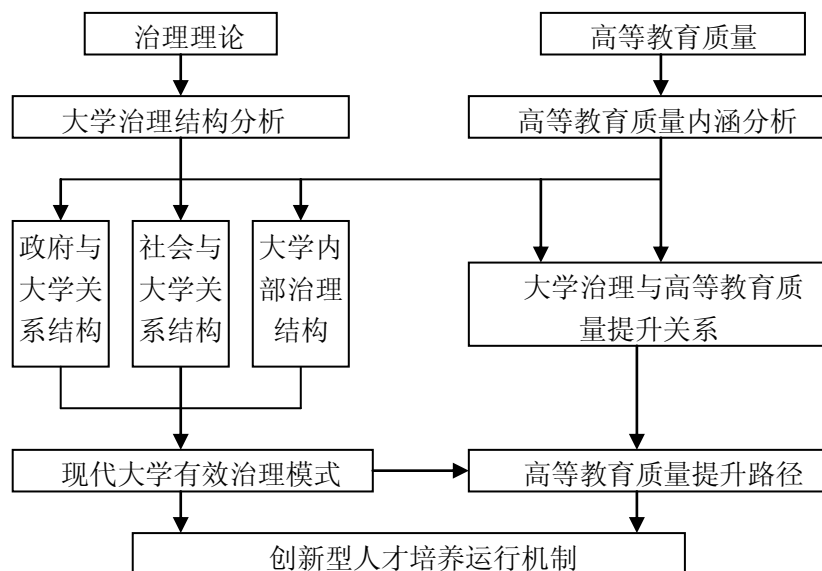 治理理论
高等教育质量
大学治理结构分析
高等教育质量内涵分析
政府与
大学关
系结构
社会与
大学关
系结构
大学内
部治理
结构
大学治理与高等教育质
量提升关系
现代大学有效治理模式
高等教育质量提升路径
创新型人才培养运行机制